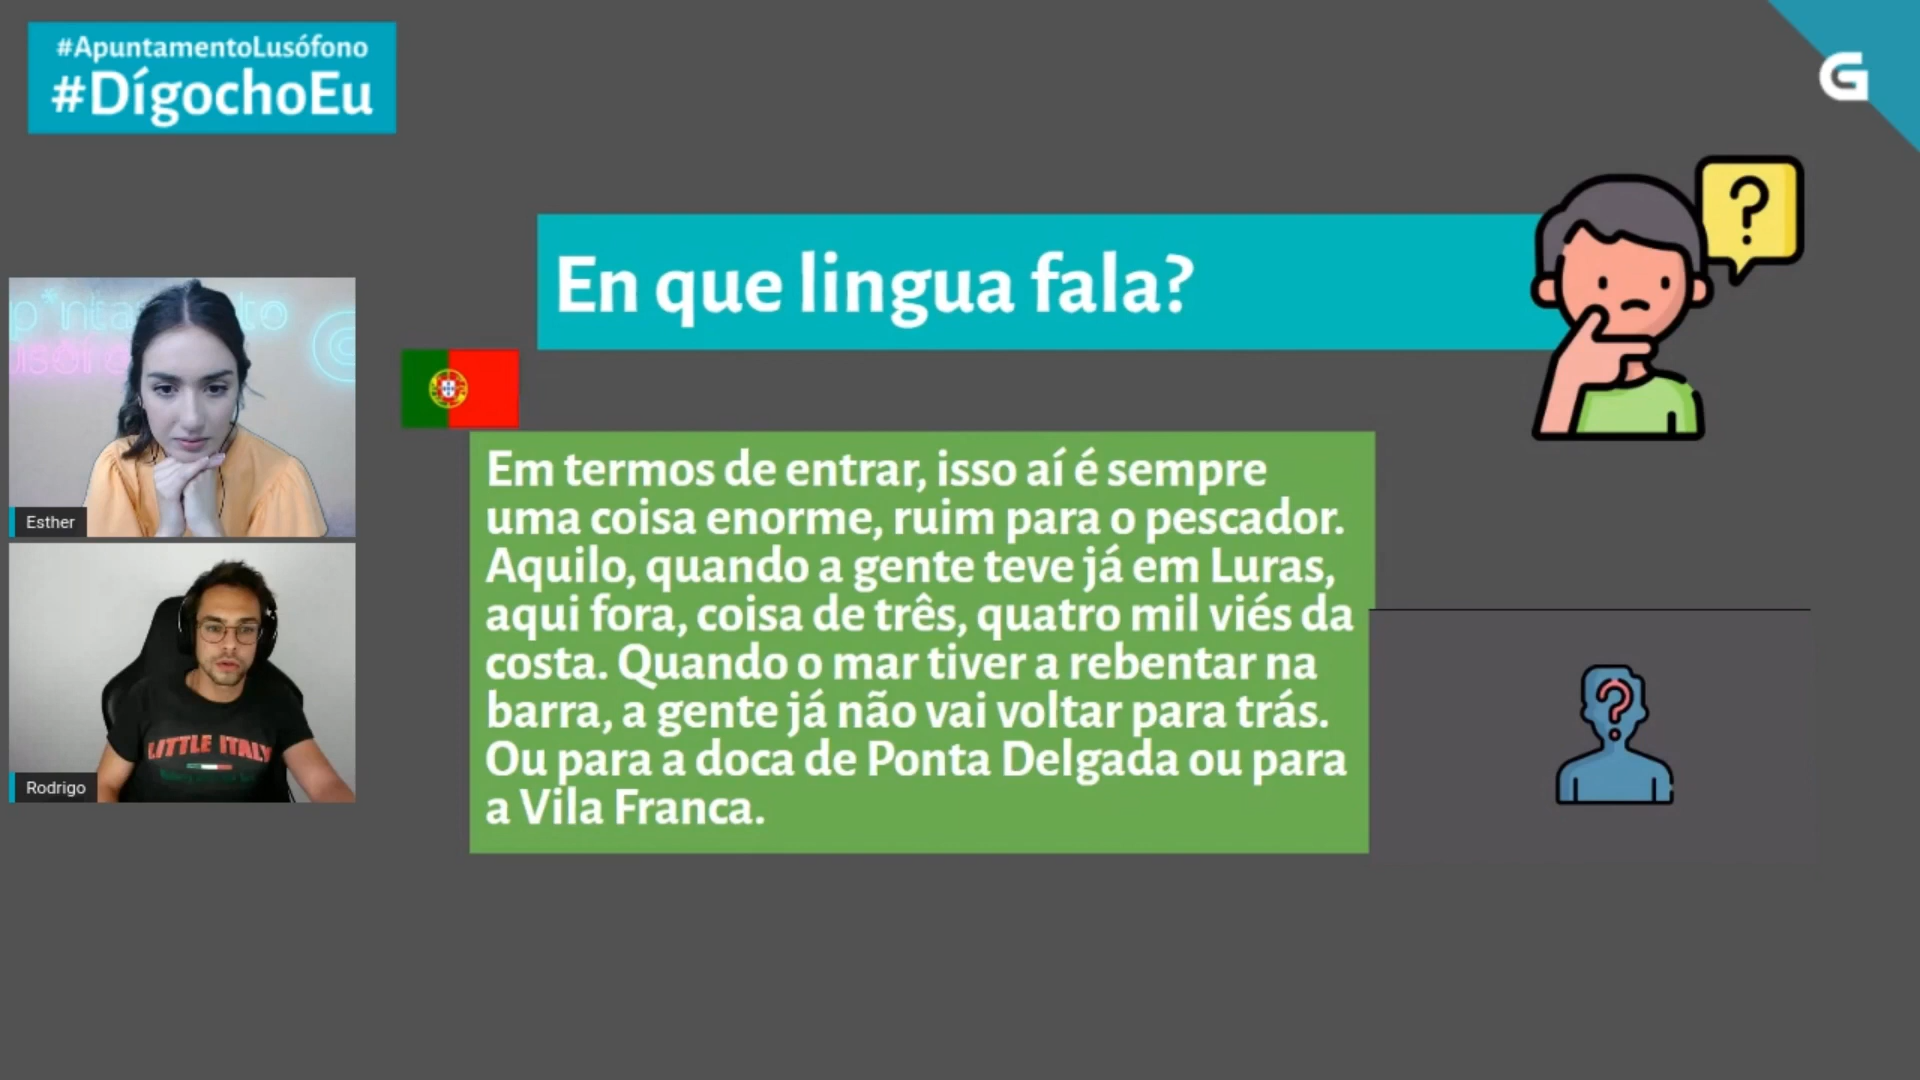 #ApuntamentoLusófono
#DígochoEu
G
En que lingua fala?
?
Em termos de entrar, isso aí é sempre
uma coisa enorme, ruim para o pescador.
Aquilo, quando a gente teve já em Luras,
aqui fora, coisa de três, quatro mil viés da
costa. Quando o mar tiver a rebentar na
barra, a gente já não vai voltar para trás.
Ou para a doca de Ponta Delgada ou para
a Vila Franca.
?
Esther
LITTLE ITALY
Rodrigo